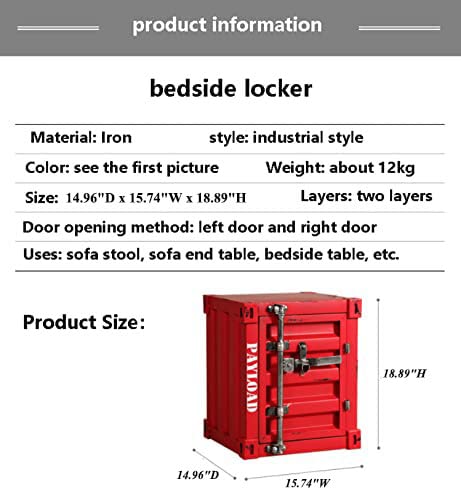 product information
bedside locker
Material: Iron style: industrial style
Color: see the first picture Weight: about 12kg
Size: 14.96"D x 15.74"W x 18.89"H Layers: two layers
Door opening method: left door and right door
Uses: sofa stool, sofa end table, bedside table, etc.
Product Size:
PAYLOAD
18.89"H
14.96"D
15.74"W